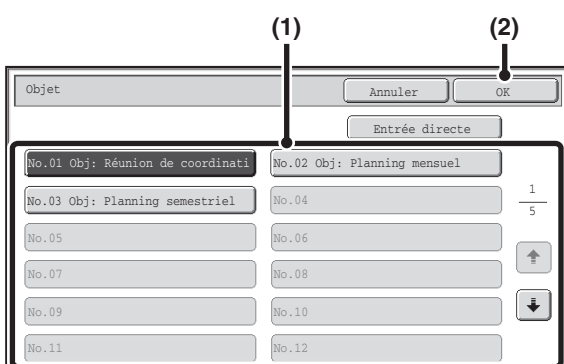 (1) (2)
Objet Annuler OK
Entrée directe
No.01 Obj: Réunion de coordinati No.02 Obj: Planning mensuel
No.03 Obj: Planning semestriel No.04
1
5
No.05 No.06
No.07 No.08
No.09 No.10
No.11 No.12